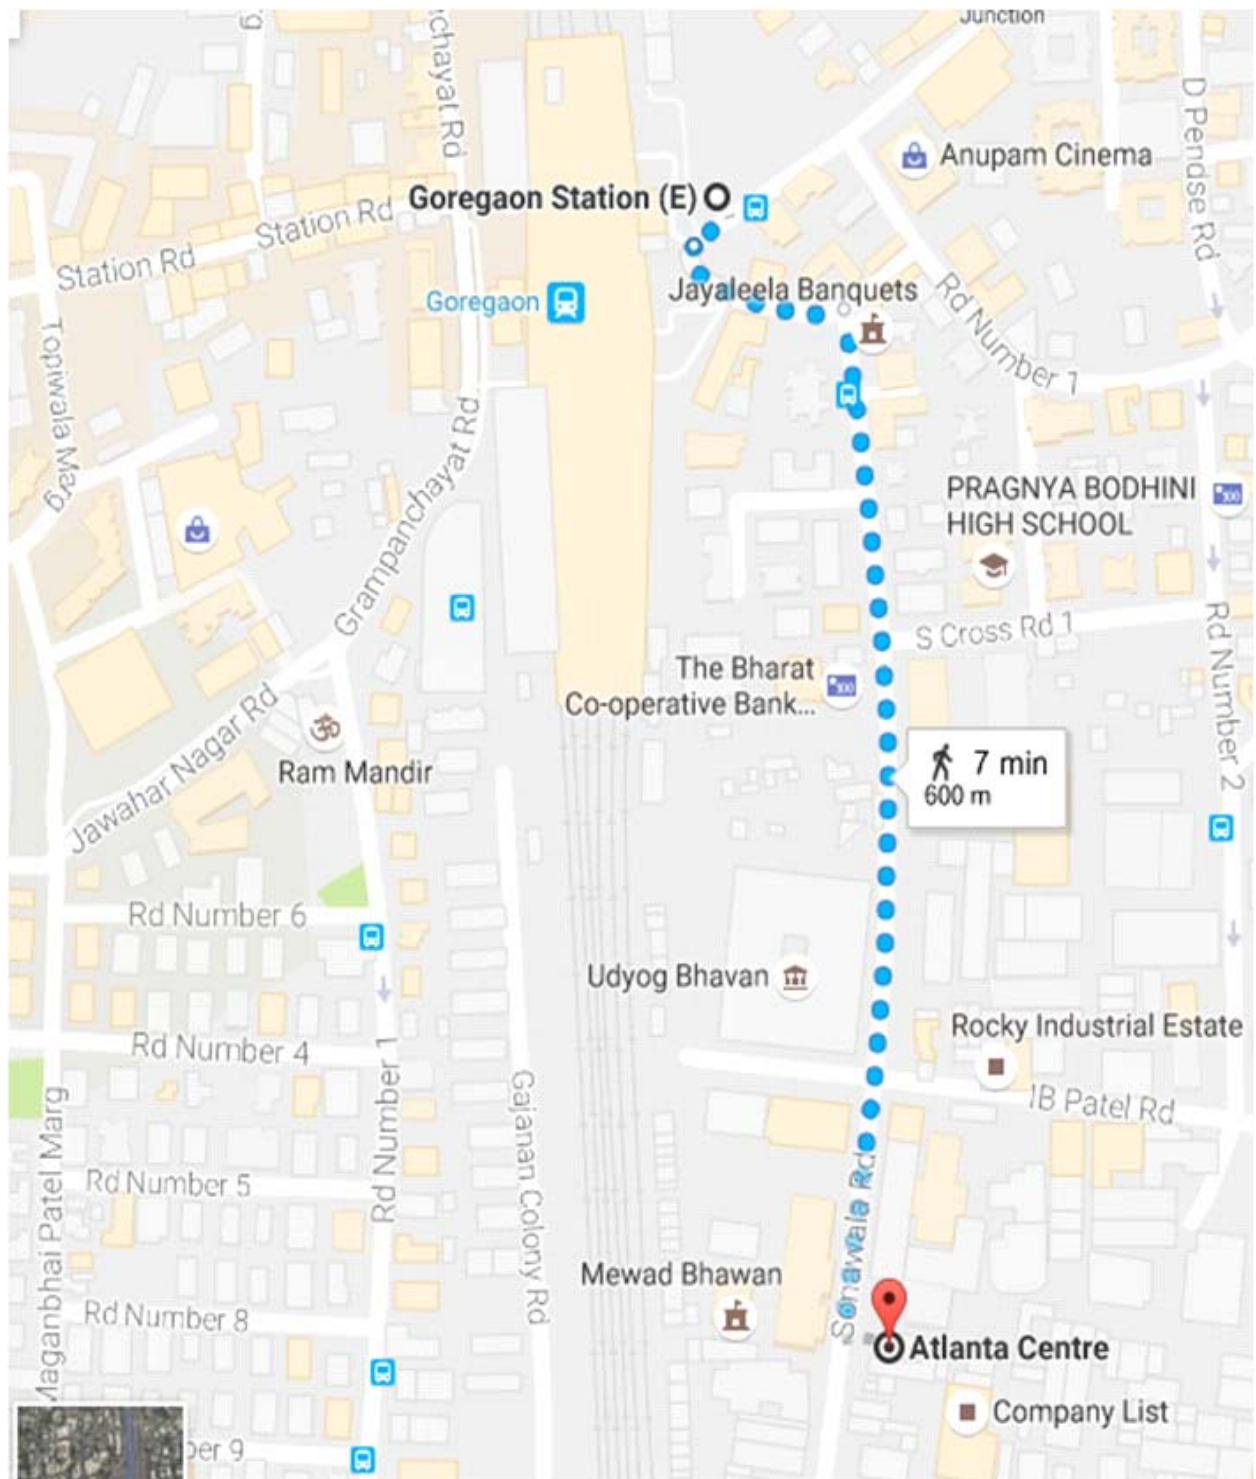 Junction
chayat Rd
Anupam Cinema
D Pendse Rd
Goregaon Station (E)
Station Rd
Station Rd
Goregaon
Jayaleela Banquets
Rd Number 1
Topiwala Marg
Grampanchayat Rd
PRAGNYA BODHINI
HIGH SCHOOL
S Cross Rd 1
Rd Number 2
The Bharat
Co-operative Bank...
Jawahar Nagar Rd
Ram Mandir
7 min
600 m
Rd Number 6
Udyog Bhavan
Rocky Industrial Estate
Rd Number 4
Rd Number 1
Gajanan Colony Rd
IB Patel Rd
Maganbhai Patel Marg
Rd Number 5
Sonawala Rd
Mewad Bhawan
Rd Number 8
Atlanta Centre
Company List
ber 9